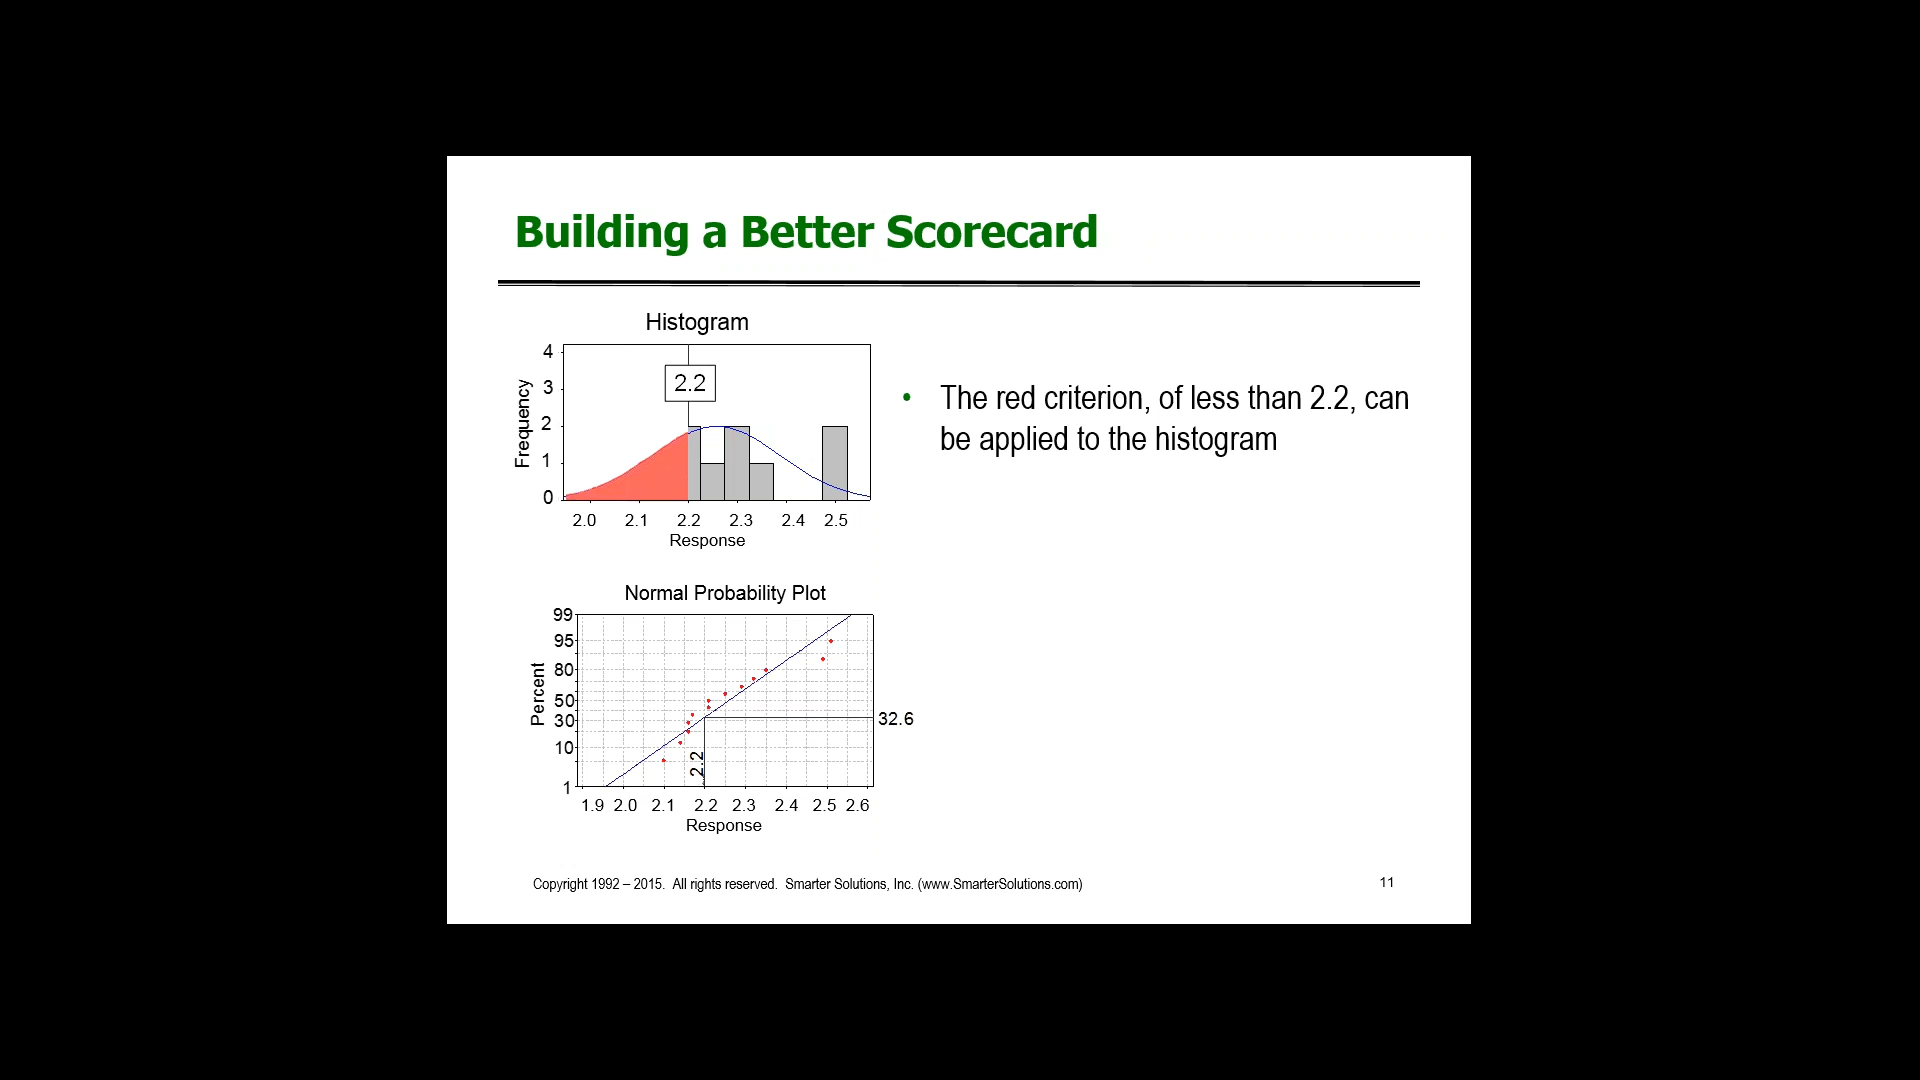 Building a Better Scorecard
Histogram
4
3
2
1
0
Frequency
2.2
2.0 2.1 2.2 2.3 2.4 2.5
Response
• The red criterion, of less than 2.2, can
be applied to the histogram
Normal Probability Plot
99
95
80
50
30
10
1
Percent
2.2
32.6
1.9 2.0 2.1 2.2 2.3 2.4 2.5 2.6
Response
Copyright 1992 – 2015. All rights reserved. Smarter Solutions, Inc. (www.SmarterSolutions.com)
11